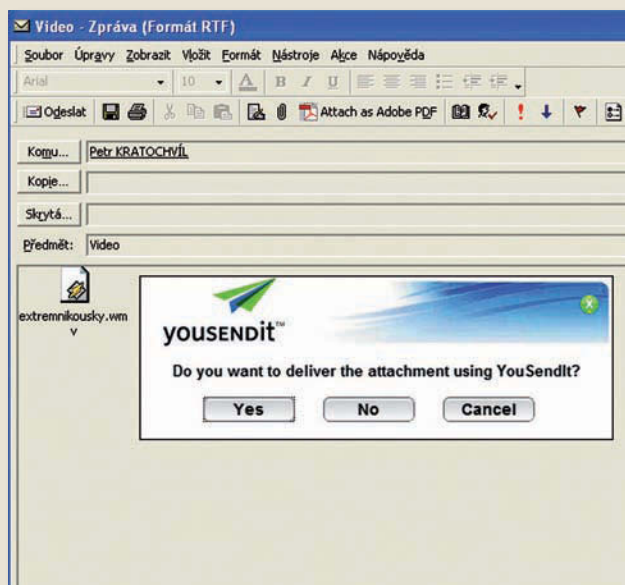 Video - Zpráva (Formát RTF)
Soubor Úpravy Zobrazit Vložit Formát Nástroje Akce Nápověda
Arial 10 A B I U
Odeslat Attach as Adobe PDF
Komu... Petr KRATOCHVÍL
Kopie...
Skrytá...
Předmět: Video
extremnikousky.wm
v
YOUSENDIT™
Do you want to deliver the attachment using YouSendIt?
Yes No Cancel